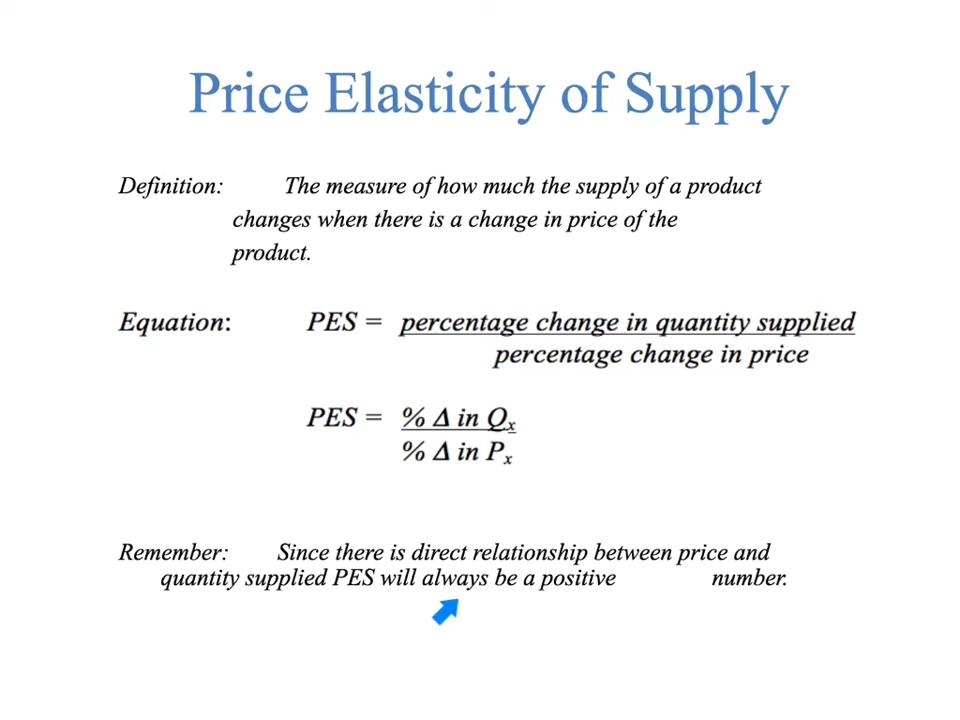 Price Elasticity of Supply
Definition: The measure of how much the supply of a product
changes when there is a change in price of the
product.
Equation: PES = percentage change in quantity supplied
percentage change in price
PES = % Δ in Qx
% Δ in Px
Remember: Since there is direct relationship between price and
quantity supplied PES will always be a positive number.